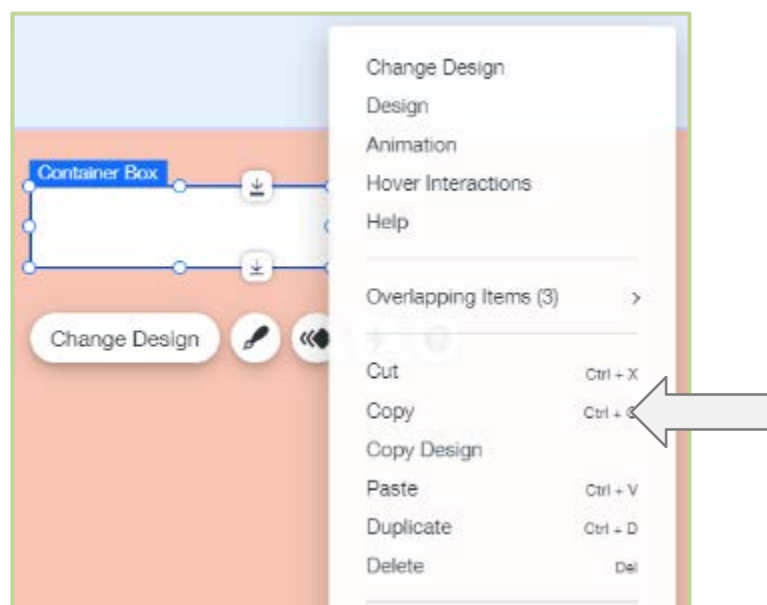 Change Design
Design
Animation
Container Box
Hover Interactions
Help
Overlapping Items (3)
Change Design
Cut Ctrl + X
Copy Ctrl + C
Copy Design
Paste Ctrl + V
Duplicate Ctrl + D
Delete Del